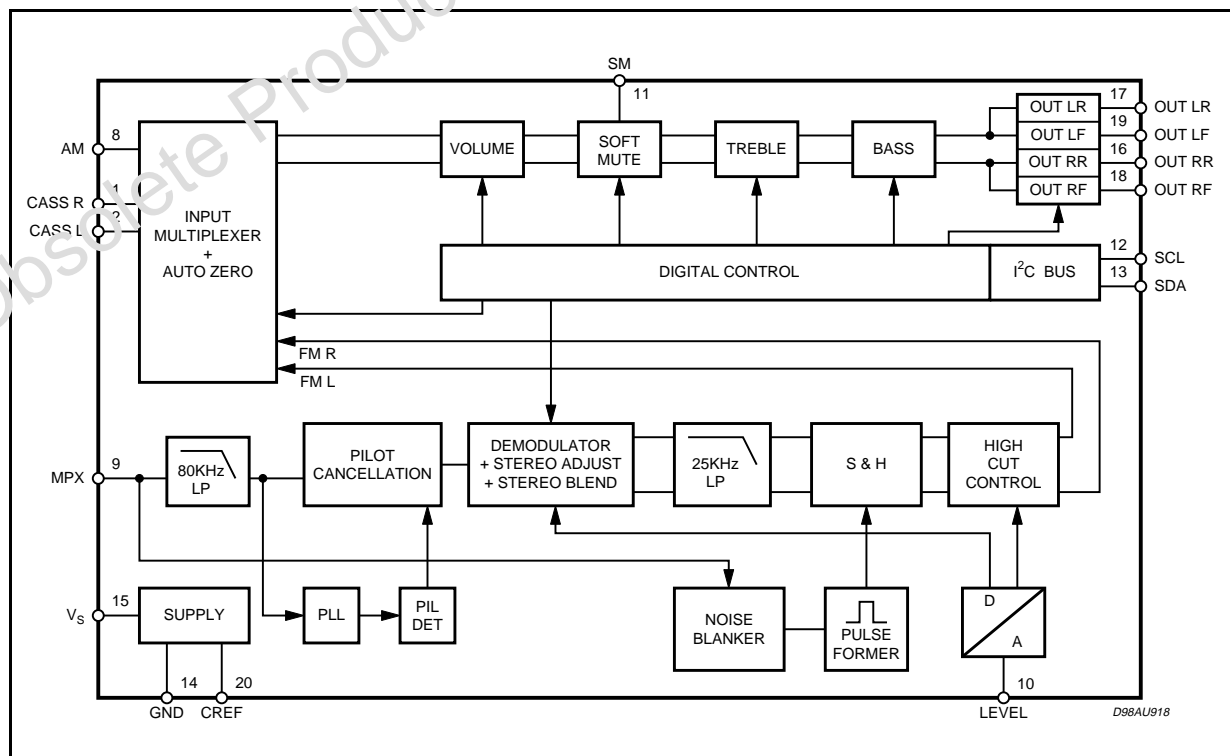 Obsolete Produc
SM
11
17
OUT LR
OUT LR
8
AM
VOLUME
SOFT
MUTE
TREBLE
BASS
OUT LF
19
OUT LF
OUT RR
16
OUT RR
OUT RF
18
OUT RF
1
CASS R
2
CASS L
INPUT
MULTIPLEXER
+
AUTO ZERO
DIGITAL CONTROL
I²C BUS
12
SCL
13
SDA
FM R
FM L
9
MPX
80KHz
LP
PILOT
CANCELLATION
DEMODULATOR
+ STEREO ADJUST
+ STEREO BLEND
25KHz
LP
S & H
HIGH
CUT
CONTROL
15
VS
SUPPLY
PLL
PIL
DET
NOISE
BLANKER
PULSE
FORMER
D
A
14
GND
20
CREF
10
LEVEL
D98AU918